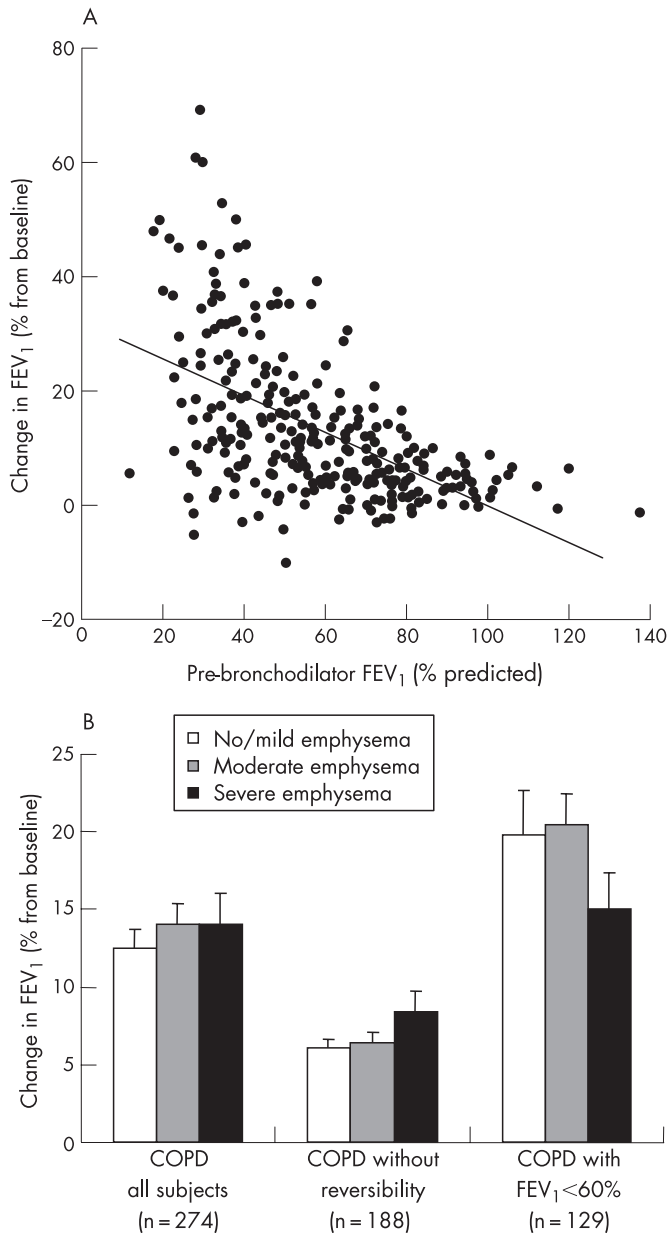 A
80
60
40
20
0
–20
Change in FEV1 (% from baseline)
0 20 40 60 80 100 120 140
Pre-bronchodilator FEV1 (% predicted)
B
No/mild emphysema
Moderate emphysema
Severe emphysema
25
20
15
10
5
0
Change in FEV1 (% from baseline)
COPD COPD without COPD with
all subjects reversibility FEV1<60%
(n = 274) (n = 188) (n = 129)